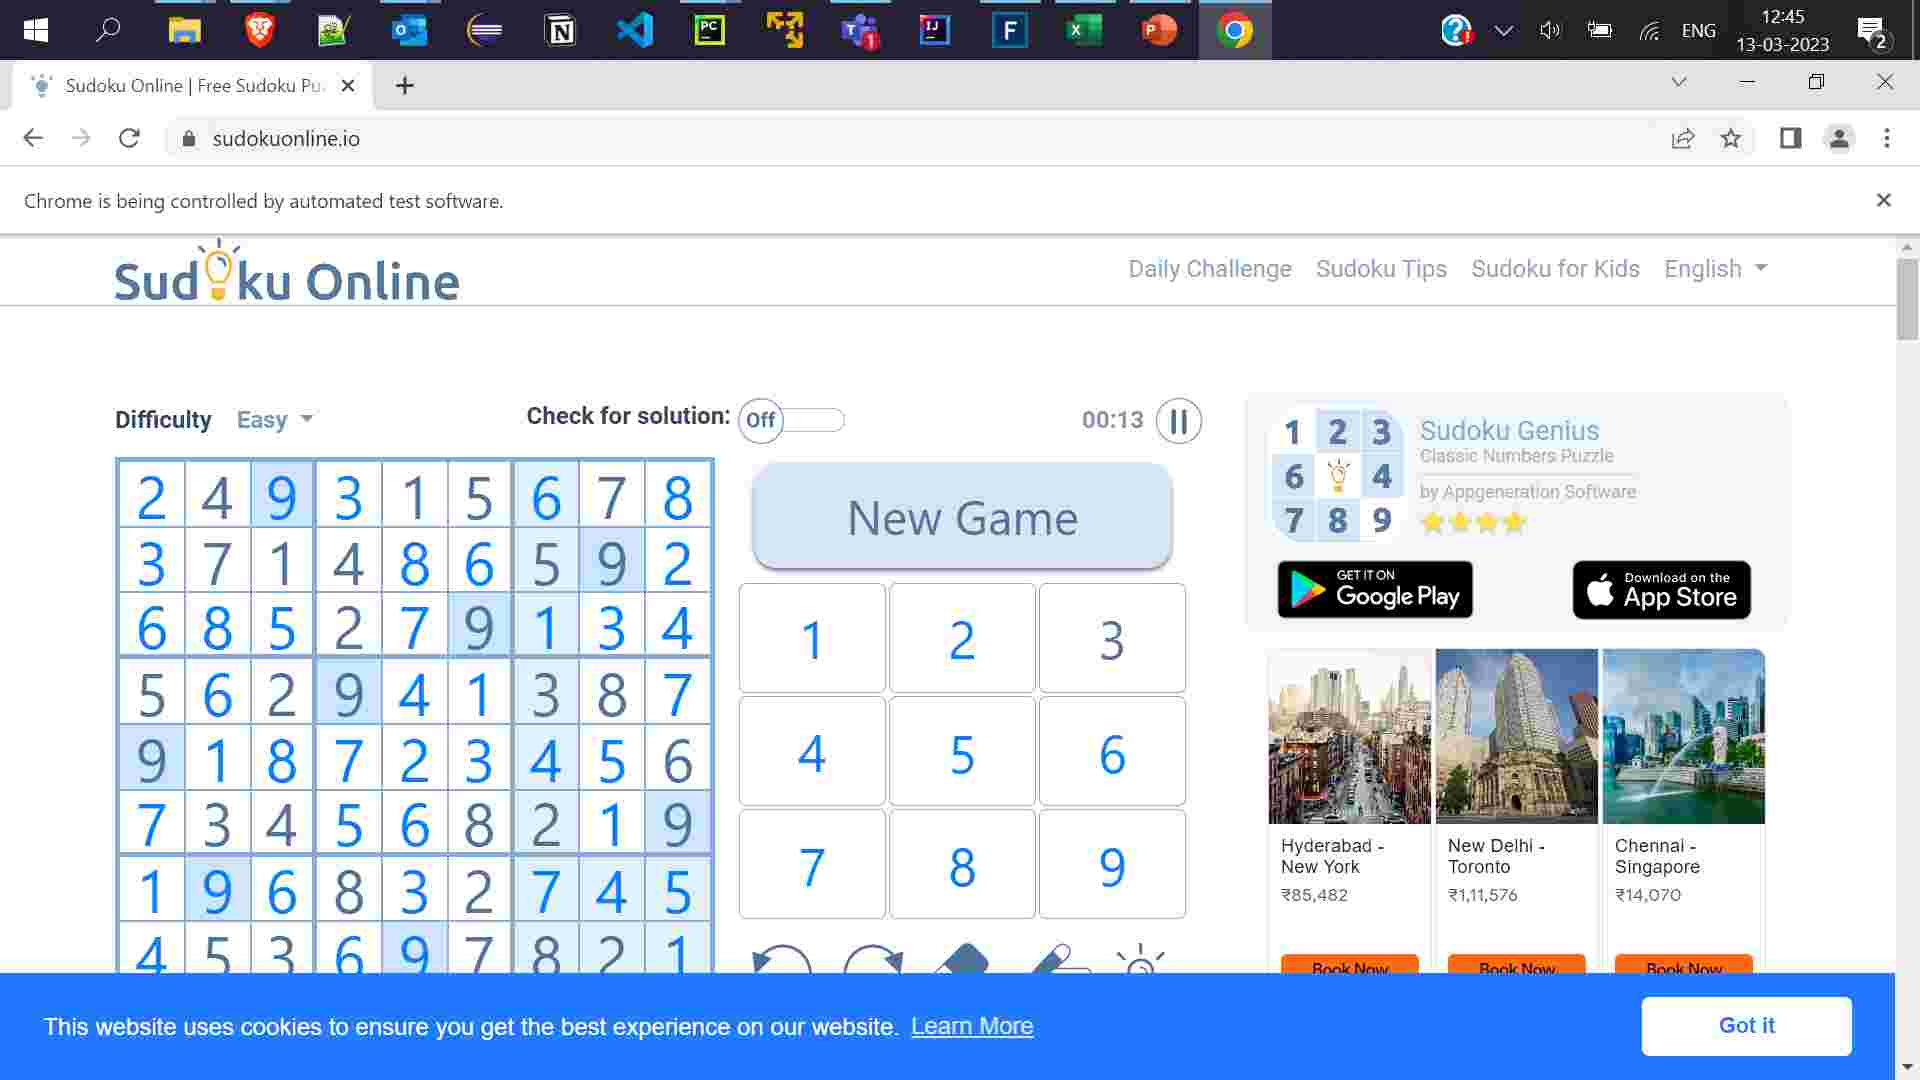 ENG
12:45
13-03-2023
2
Sudoku Online | Free Sudoku Pu
sudokuonline.io
Chrome is being controlled by automated test software.
Sudoku Online
Daily Challenge Sudoku Tips Sudoku for Kids English
Difficulty Easy
Check for solution: Off
00:13
2 4 9 3 1 5 6 7 8
3 7 1 4 8 6 5 9 2
6 8 5 2 7 9 1 3 4
5 6 2 9 4 1 3 8 7
9 1 8 7 2 3 4 5 6
7 3 4 5 6 8 2 1 9
1 9 6 8 3 2 7 4 5
4 5 3 6 9 7 8 2 1
New Game
1 2 3
4 5 6
7 8 9
1 2 3
6 4
7 8 9
Sudoku Genius
Classic Numbers Puzzle
by Appgeneration Software
GET IT ON
Google Play
Download on the
App Store
Hyderabad -
New York
₹85,482
Book Now
New Delhi -
Toronto
₹1,11,576
Book Now
Chennai -
Singapore
₹14,070
Book Now
This website uses cookies to ensure you get the best experience on our website. Learn More
Got it